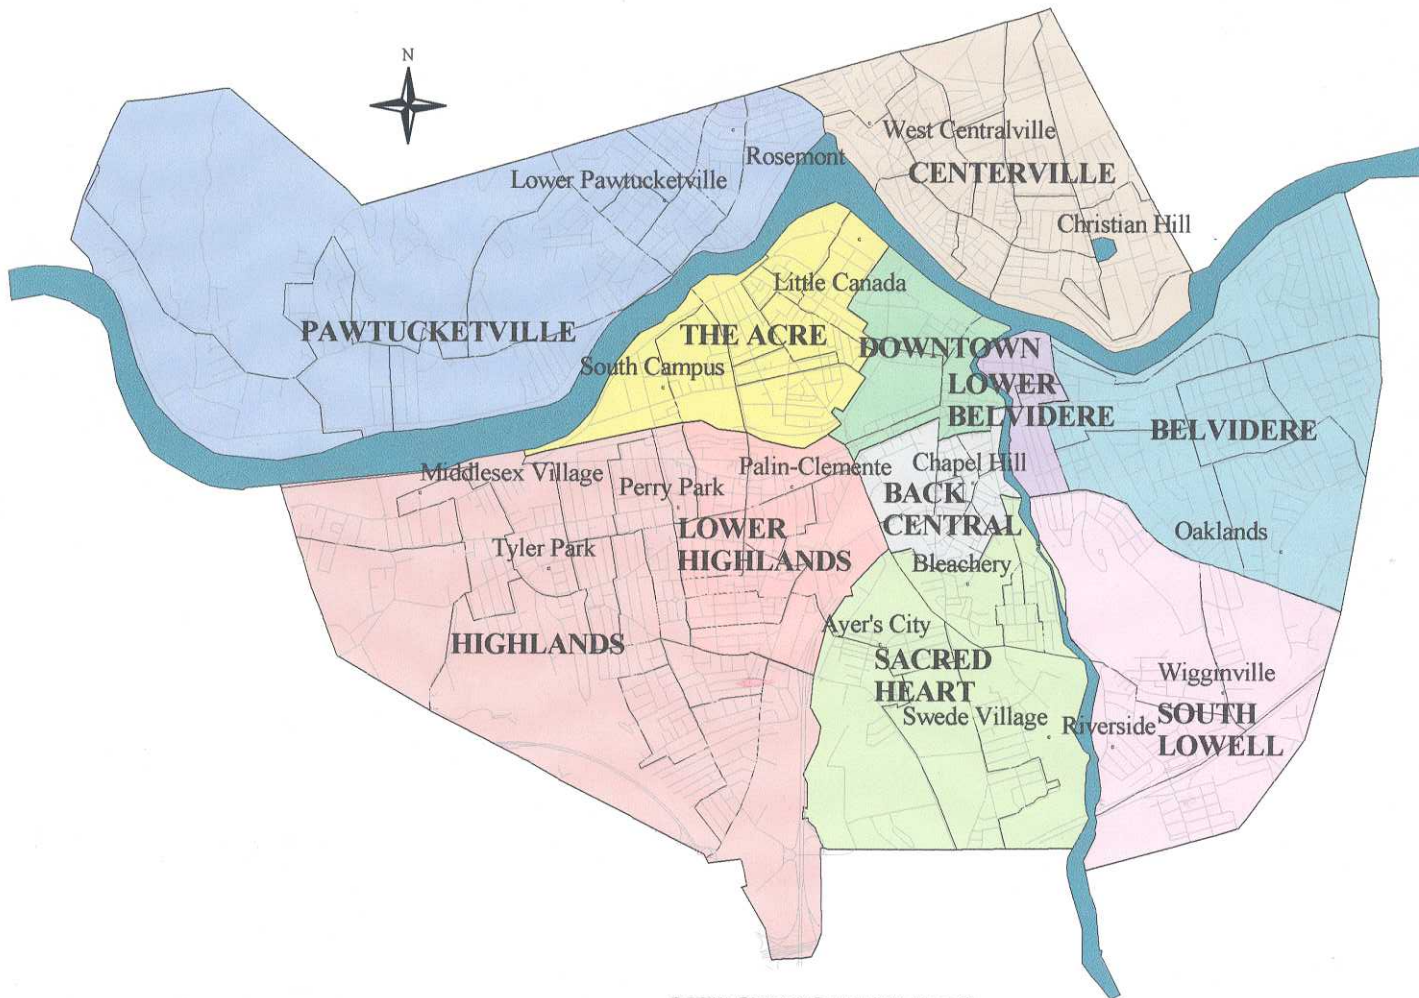 N
West Centralville
Rosemont
CENTERVILLE
Lower Pawtucketville
Christian Hill
Little Canada
PAWTUCKETVILLE
THE ACRE
DOWNTOWN
South Campus
LOWER
BELVIDERE
BELVIDERE
Middlesex Village
Palin-Clemente
Chapel Hill
Perry Park
BACK
CENTRAL
LOWER
HIGHLANDS
Oaklands
Tyler Park
Bleachery
Ayer's City
HIGHLANDS
SACRED
HEART
Wigginville
Swede Village
Riverside
SOUTH
LOWELL